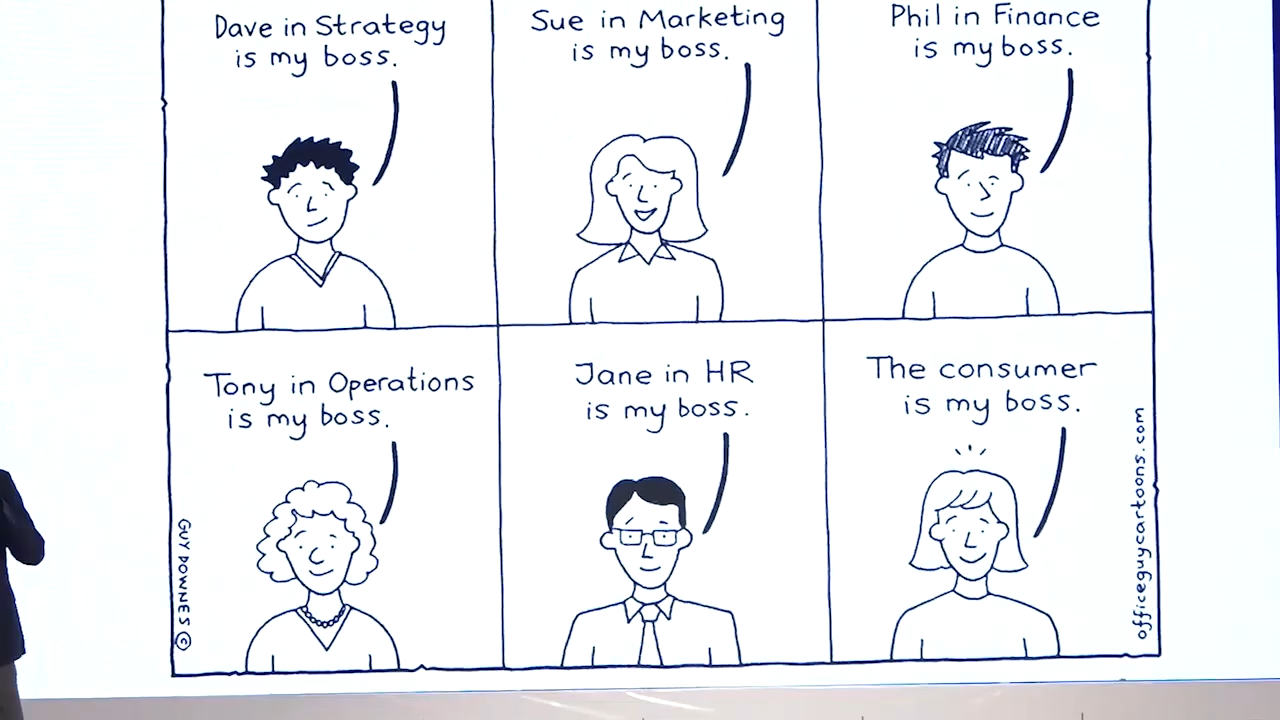 Dave in Strategy
is my boss.
Sue in Marketing
is my boss.
Phil in Finance
is my boss.
Tony in Operations
is my boss.
Jane in HR
is my boss.
The consumer
is my boss.
GUY DOWNES ©
officeguycartoons.com